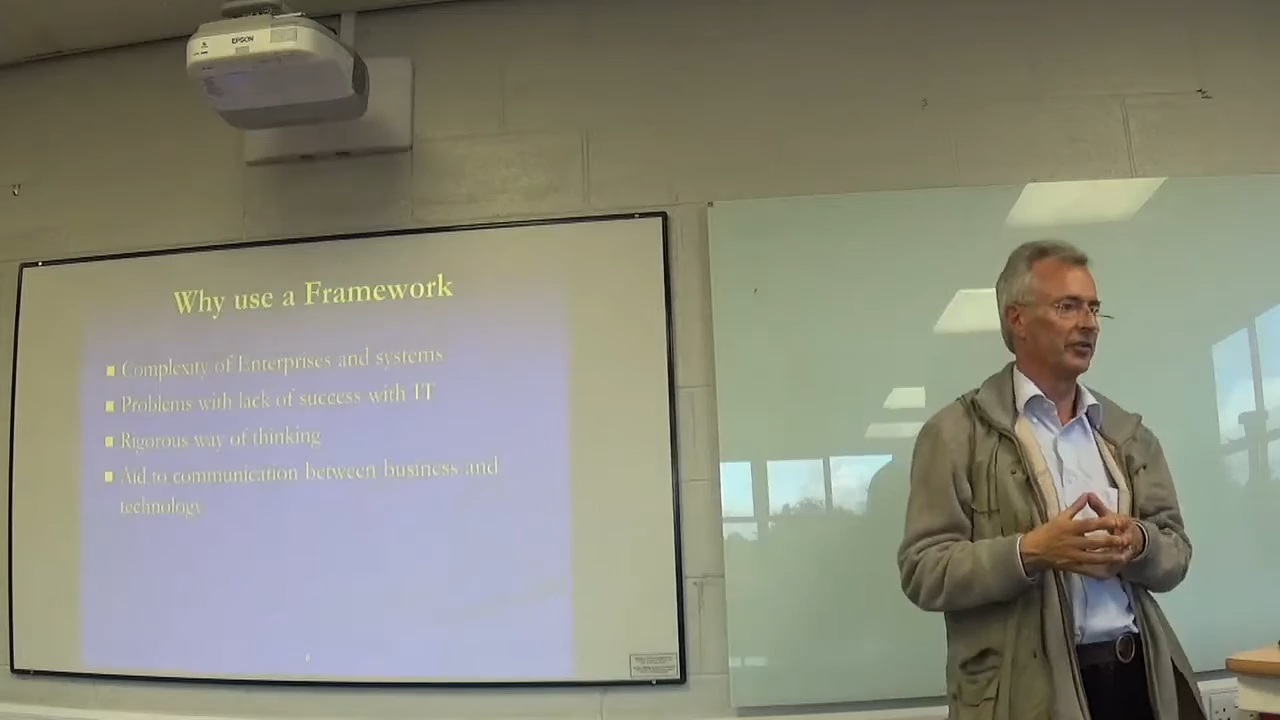 EPSON
Why use a Framework
Complexity of Enterprises and systems
Problems with lack of success with IT
Rigorous way of thinking
Aid to communication between business and
technology